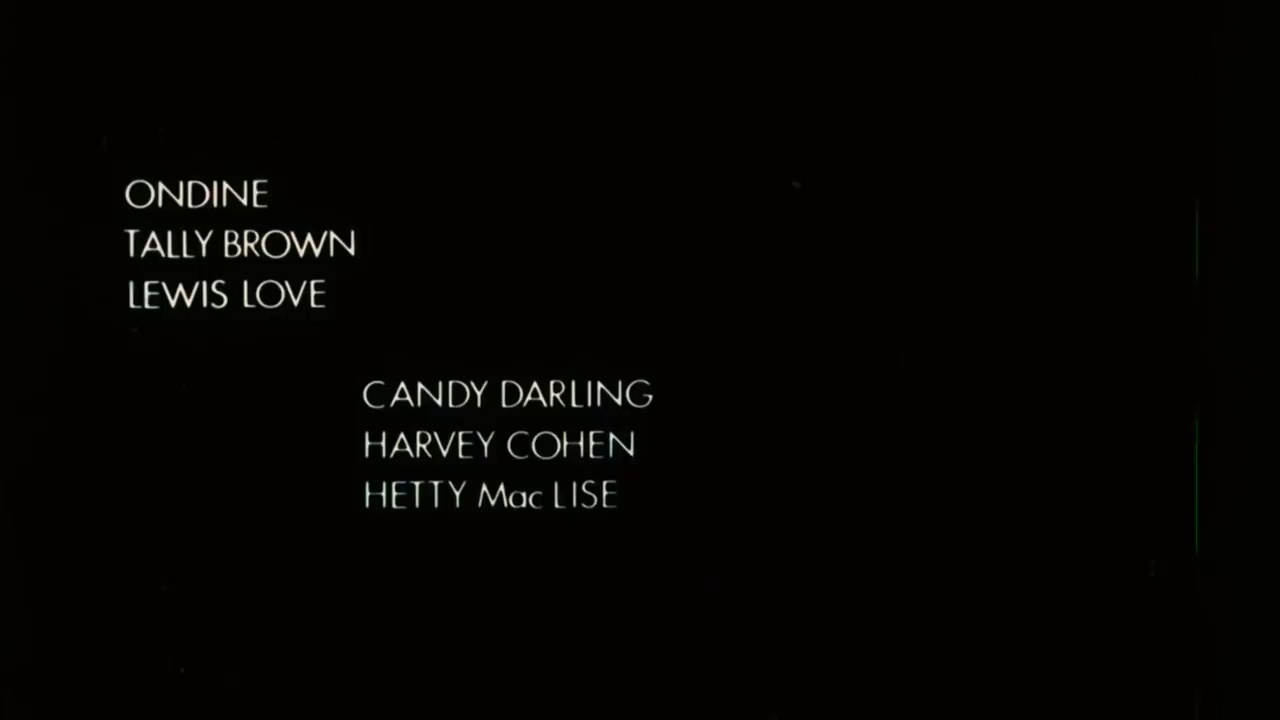 ONDINE
TALLY BROWN
LEWIS LOVE
CANDY DARLING
HARVEY COHEN
HETTY Mac LISE